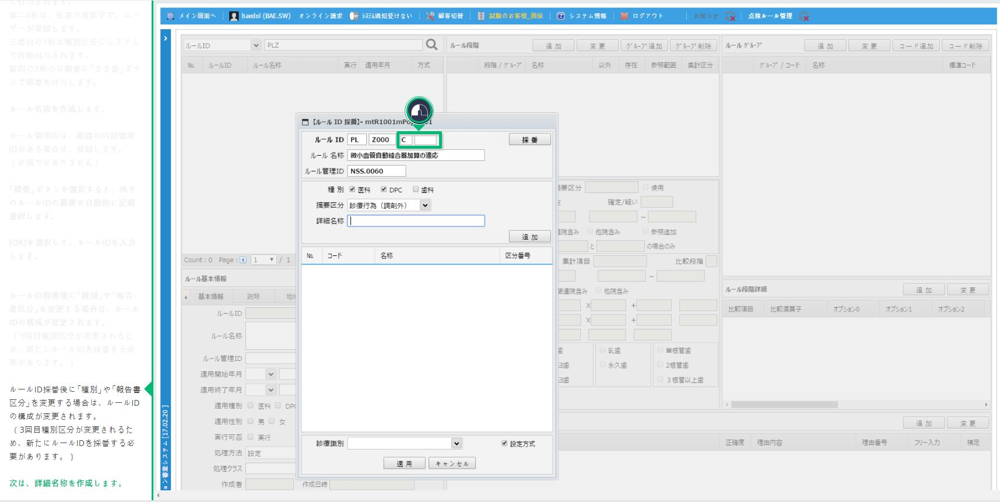 に付与されます。
第二4桁は、任意の英数字で、ユー
ザーが登録します。
三番目の1桁は種別区分にシステム
で自動付与されます。
第四の3桁のは順番に｢まま番｣ボタ
ンで順番を付与します。
ルール名称を作成します。
ルール管理IDは、組織の内部管理
IDがある場合は、登録します。
（必須ではありません）
｢採番｣ボタンを選択すると、残り
のルールIDの順番を自動的に記載
登録します。
[OK]を選択して、ルールIDを入力
します。
ルールID採番後に｢種別｣や｢報告
書区分｣を変更する場合は、ルール
IDの構成が変更されます。
（3回目種別区分が変更されるた
め、新たにルールIDを採番する必
要があります。）
ルールID採番後に｢種別｣や｢報告書
区分｣を変更する場合は、ルールID
の構成が変更されます。
（3回目種別区分が変更されるた
め、新たにルールIDを採番する必
要があります。）
次は、詳細名称を作成します。
メイン画面へ baedol (BAE.SW) オンライン請求 ｼｽﾃﾑ通知受けない 顧客切替 試験のお客様_国保 システム情報 ログアウト お知らせ 点検ルール管理
ョン審査システム [17.02.20]
ルールID PLZ
No. ルールID ルール名称 実行 適用年月 方式
Count : 0 Page : 1 / 1
ルール基本情報
基本情報 説明
ルールID
ルール名称
ルール管理ID
適用開始年月
適用終了年月
適用種別 医科 DPC
適用性別 男 女
実行可否 実行
処理方法 設定
処理クラス
作成者 作成日時
ルール段階 追 加 変 更 ｸﾞﾙｰﾌﾟ追加 ｸﾞﾙｰﾌﾟ削除
段階 / ｸﾞﾙｰﾌﾟ 名称 以外 存在 参照範囲 集計区分
ルール ｸﾞﾙｰﾌﾟ 追 加 変 更 コード追加 コード削除
ｸﾞﾙｰﾌﾟ / コード 名称 標準コード
【ルール ID 採番】- mtR1001mPop
01
ルール ID PL Z000 C 採 番
ルール 名称 微小血管自動縫合器加算の適応
ルール管理ID NSS.0060
種 別 医科 DPC 歯科
摘要区分 診療行為（調剤外）
詳細名称
追 加
No. コード 名称 区分番号
診療識別 設定方式
適 用 キャンセル
摘要区分 使用
確定/疑い
~
他院含み 参照追加
と の場合のみ
集計項目 比較段階
~
関連院含み 他院含み
X +
X +
乳歯 単根管歯
臼歯 永久歯 2根管歯
臼歯 3根管以上歯
ルール段階詳細 追 加 変 更
比較項目 比較演算子 オプション0 オプション1 オプション2
追 加 変 更
正確度 理由内容 理由番号 フリー入力 補足